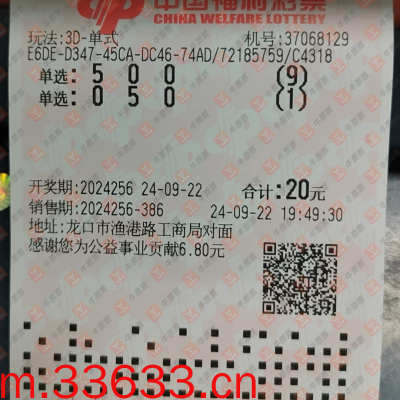 中国福利彩票
CHINA WELFARE LOTTERY
玩法:3D-单式 机号:37068129
E6DE-D347-45CA-DC46-74AD/72185759/C4318
单选: 5 0 0 (9)
单选: 0 5 0 (1)
开奖期:2024256 24-09-22 合计:20元
销售期:2024256-386 24-09-22 19:49:30
地址:龙口市渔港路工商局对面
感谢您为公益事业贡献6.80元
m.33633.cn